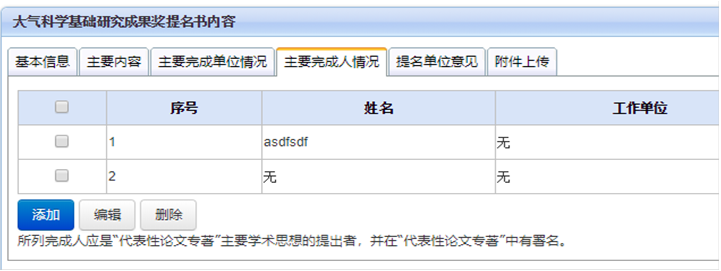 大气科学基础研究成果奖提名书内容
基本信息 主要内容 主要完成单位情况 主要完成人情况 提名单位意见 附件上传
序号 姓名 工作单位
1 asdfsdf 无
2 无 无
添加 编辑 删除
所列完成人应是“代表性论文专著”主要学术思想的提出者，并在“代表性论文专著”中有署名。